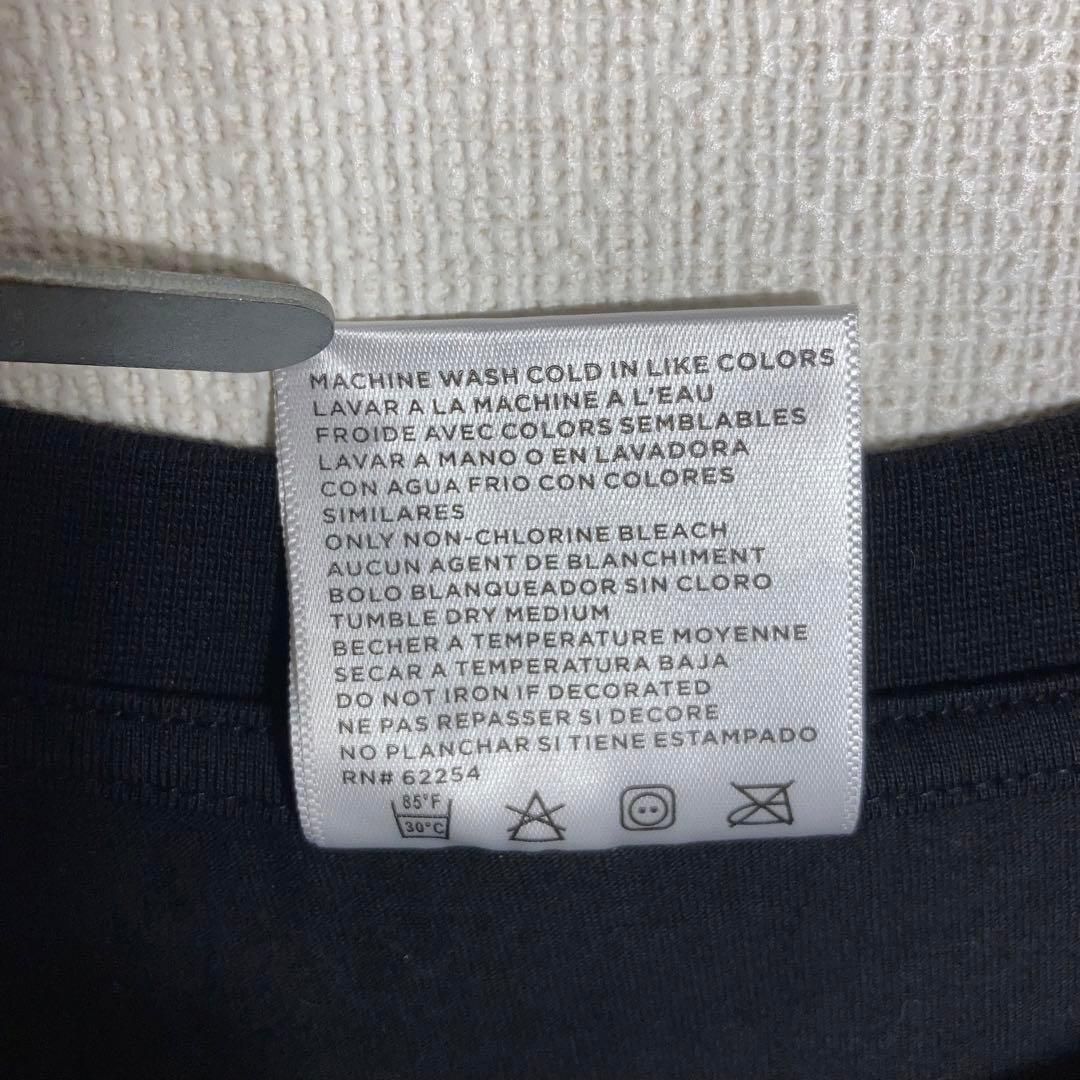 MACHINE WASH COLD IN LIKE COLORS
LAVAR A LA MACHINE A L'EAU
FROIDE AVEC COLORS SEMBLABLES
LAVAR A MANO O EN LAVADORA
CON AGUA FRIO CON COLORES
SIMILARES
ONLY NON-CHLORINE BLEACH
AUCUN AGENT DE BLANCHIMENT
BOLO BLANQUEADOR SIN CLORO
TUMBLE DRY MEDIUM
BECHER A TEMPERATURE MOYENNE
SECAR A TEMPERATURA BAJA
DO NOT IRON IF DECORATED
NE PAS REPASSER SI DECORE
NO PLANCHAR SI TIENE ESTAMPADO
RN# 62254
85°F
30°C